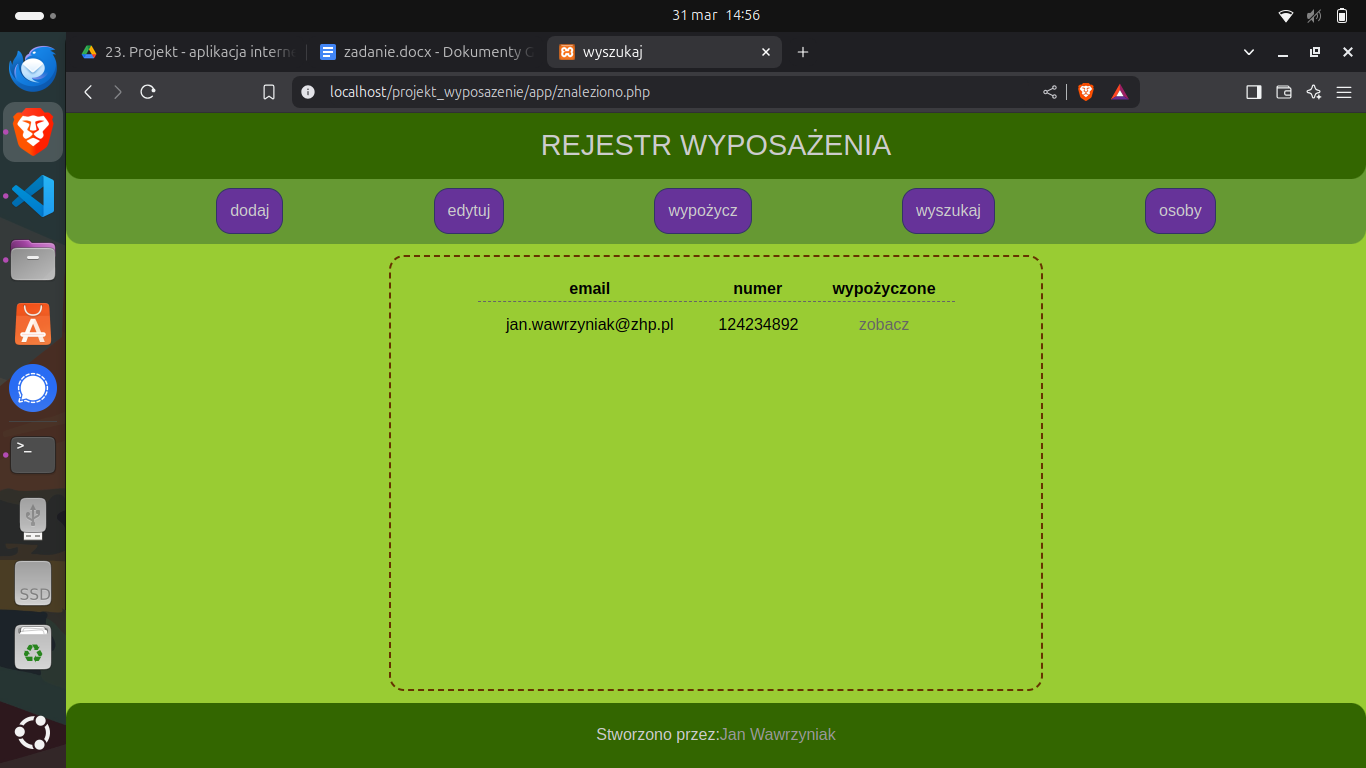 31 mar 14:56
23. Projekt - aplikacja intern
zadanie.docx - Dokumenty
wyszukaj
localhost/projekt_wyposazenie/app/znaleziono.php
REJESTR WYPOSAŻENIA
dodaj edytuj wypożycz wyszukaj osoby
email numer wypożyczone
jan.wawrzyniak@zhp.pl 124234892 zobacz
>_
SSD
Stworzono przez:Jan Wawrzyniak